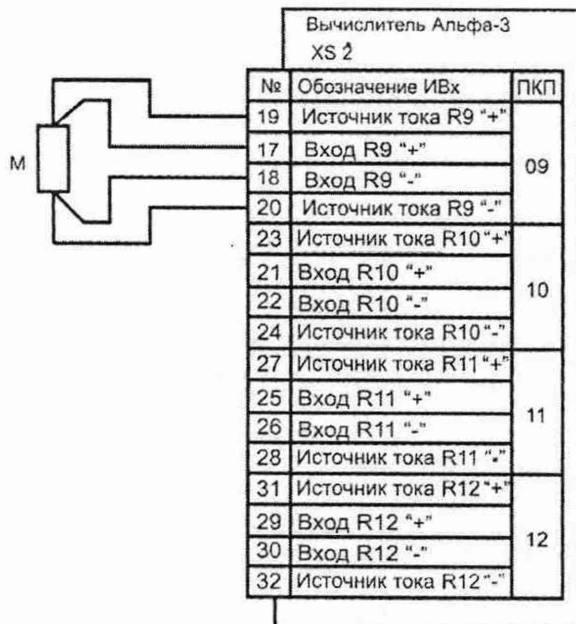 Вычислитель Альфа-3
XS 2
№ Обозначение ИВх ПКП
19 Источник тока R9 "+"
17 Вход R9 "+"
М 09
18 Вход R9 "-"
20 Источник тока R9 "-"
23 Источник тока R10 "+"
21 Вход R10 "+"
10
22 Вход R10 "-"
24 Источник тока R10 "-"
27 Источник тока R11 "+"
25 Вход R11 "+"
11
26 Вход R11 "-"
28 Источник тока R11 "-"
31 Источник тока R12 "+"
29 Вход R12 "+"
12
30 Вход R12 "-"
32 Источник тока R12 "-"